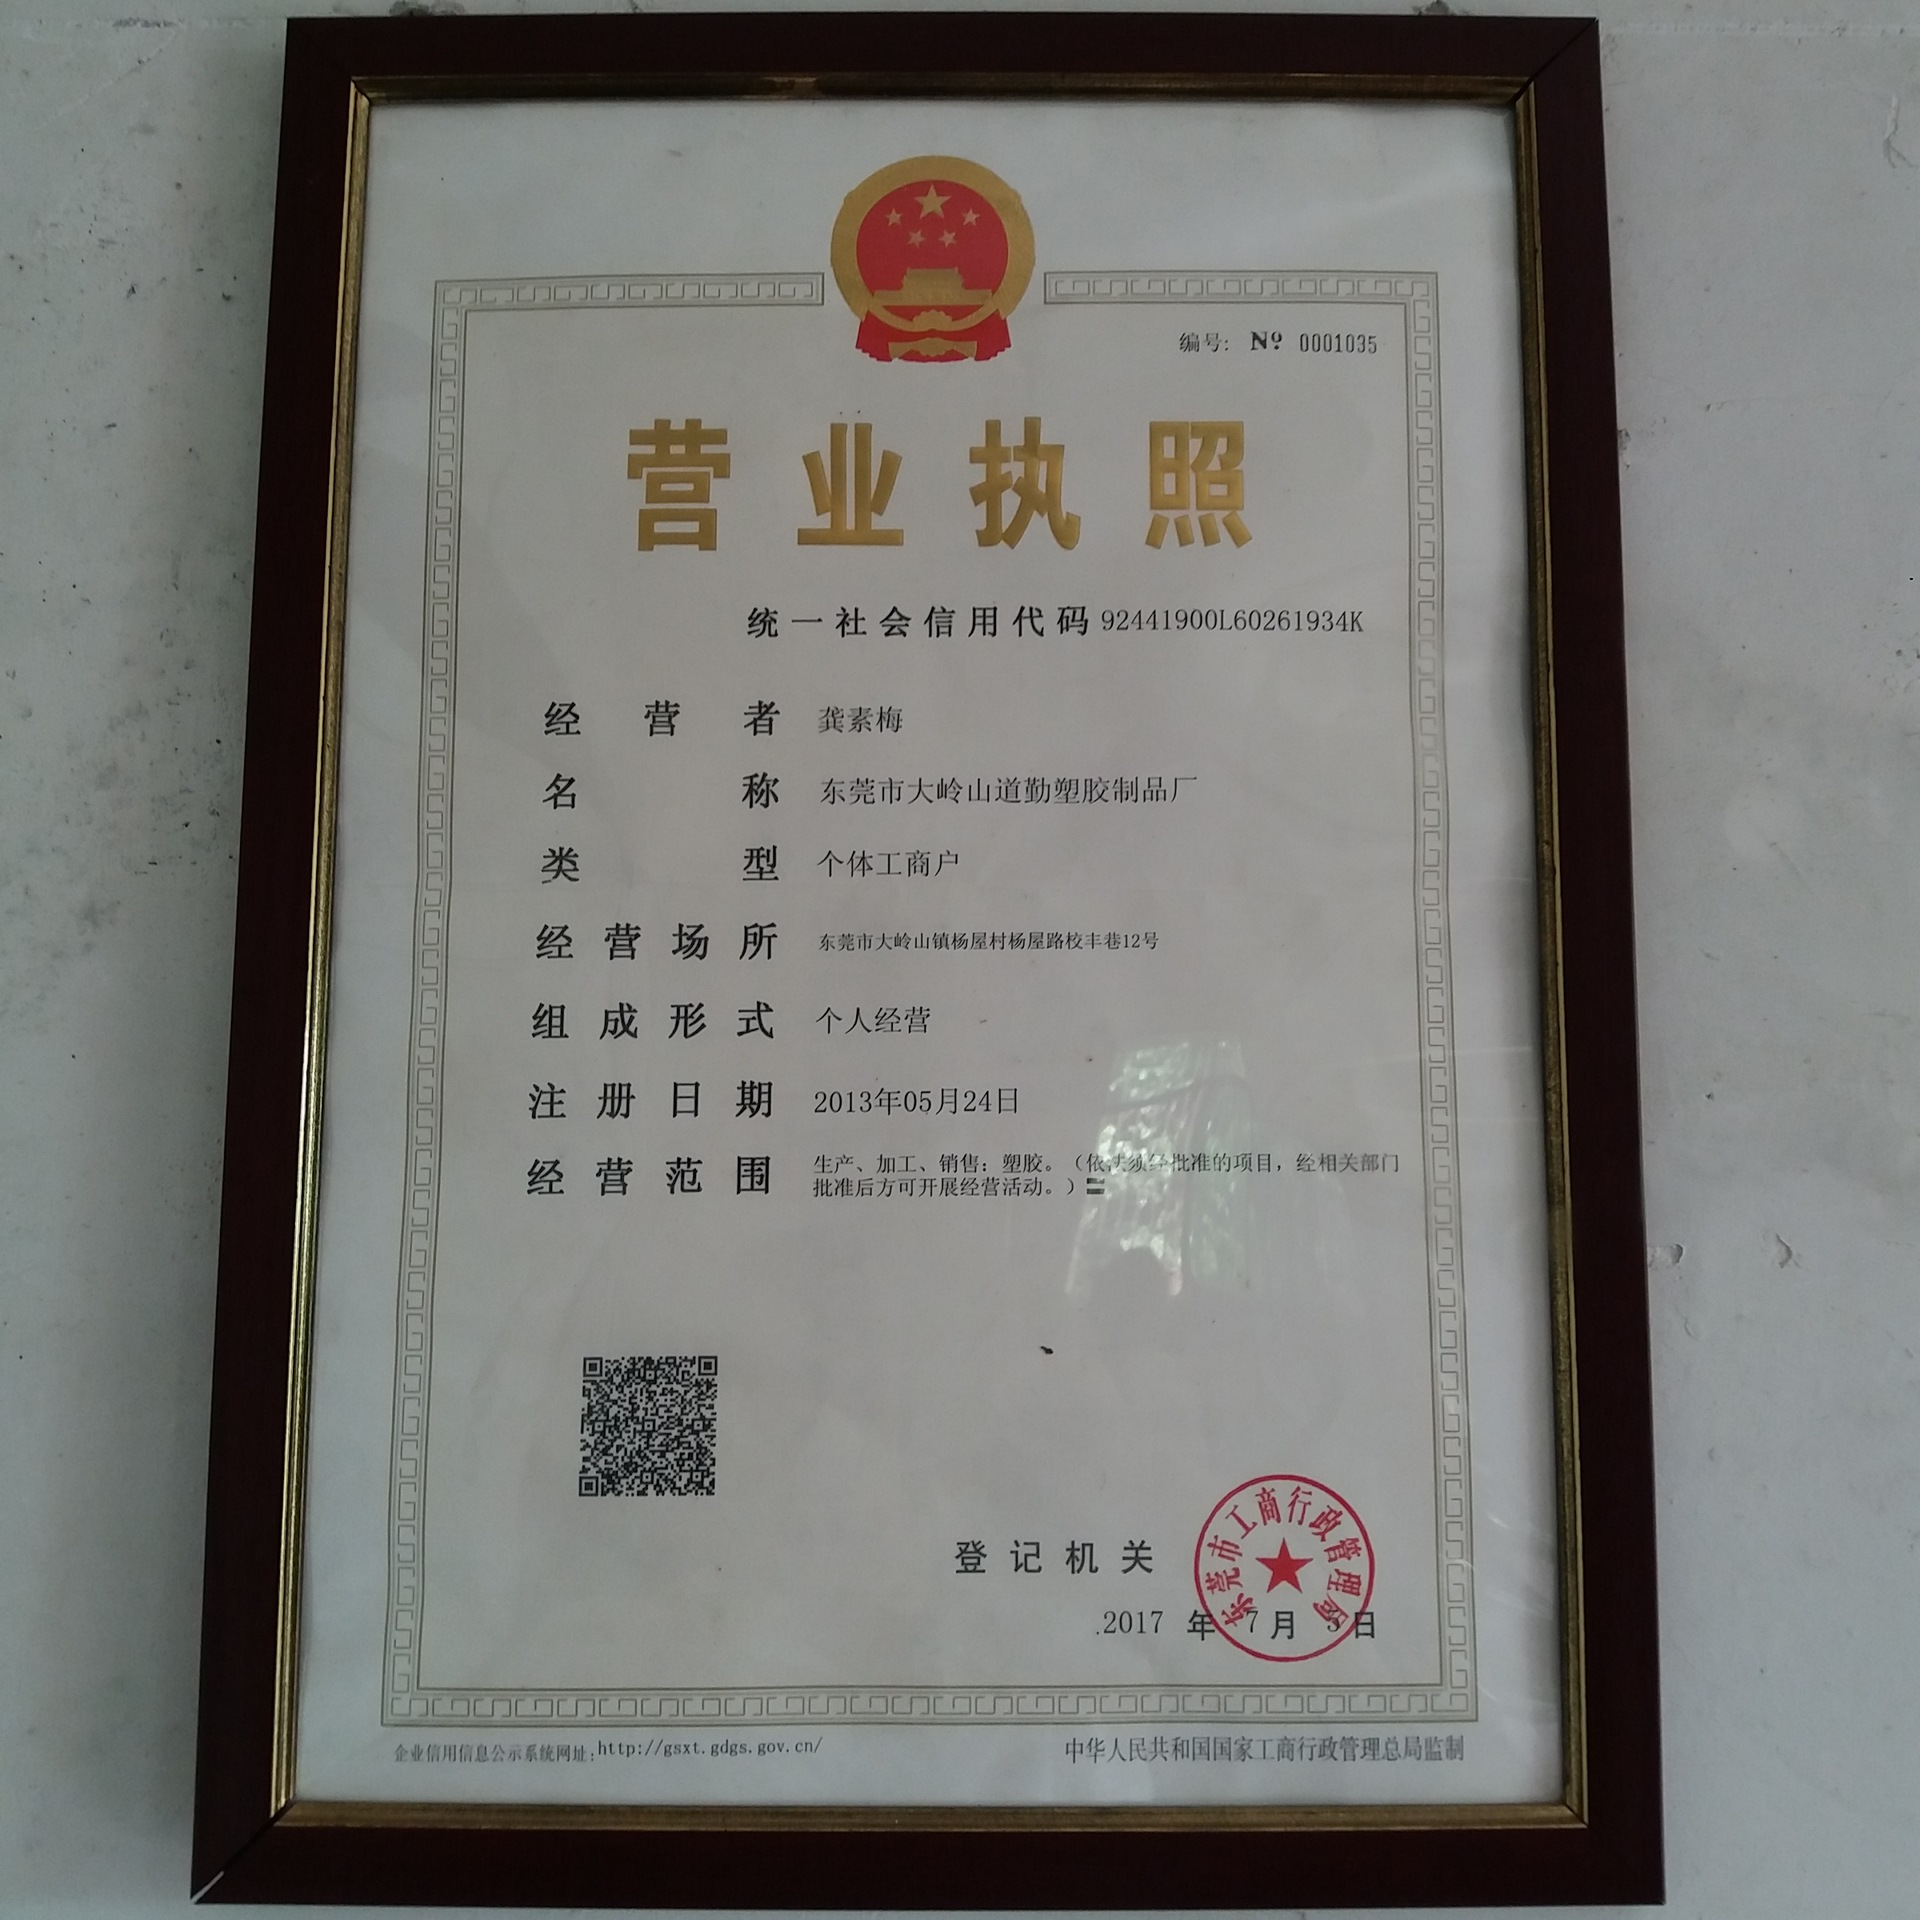 编号: Nº 0001035
营业执照
统一社会信用代码 92441900L60261934K
经营者 龚素梅
名称 东莞市大岭山道勤塑胶制品厂
类型 个体工商户
经营场所 东莞市大岭山镇杨屋村杨屋路校丰巷12号
组成形式 个人经营
注册日期 2013年05月24日
经营范围 生产、加工、销售：塑胶。（依法须经批准的项目，经相关部门
批准后方可开展经营活动。）
登记机关
东莞市工商行政管理局
2017 年 7 月 5 日
企业信用信息公示系统网址：http://gsxt.gdgs.gov.cn/
中华人民共和国国家工商行政管理总局监制